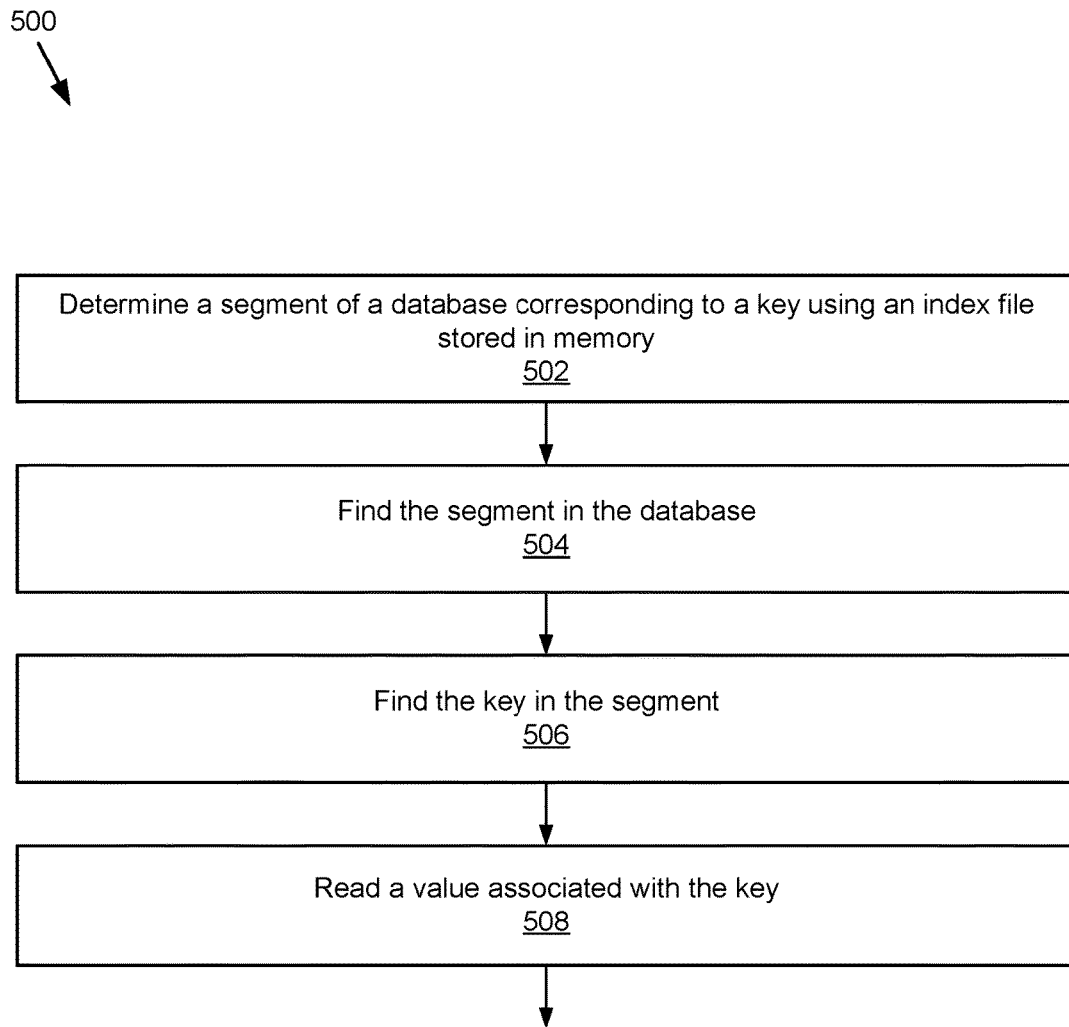 500
Determine a segment of a database corresponding to a key using an index file
stored in memory
502
Find the segment in the database
504
Find the key in the segment
506
Read a value associated with the key
508